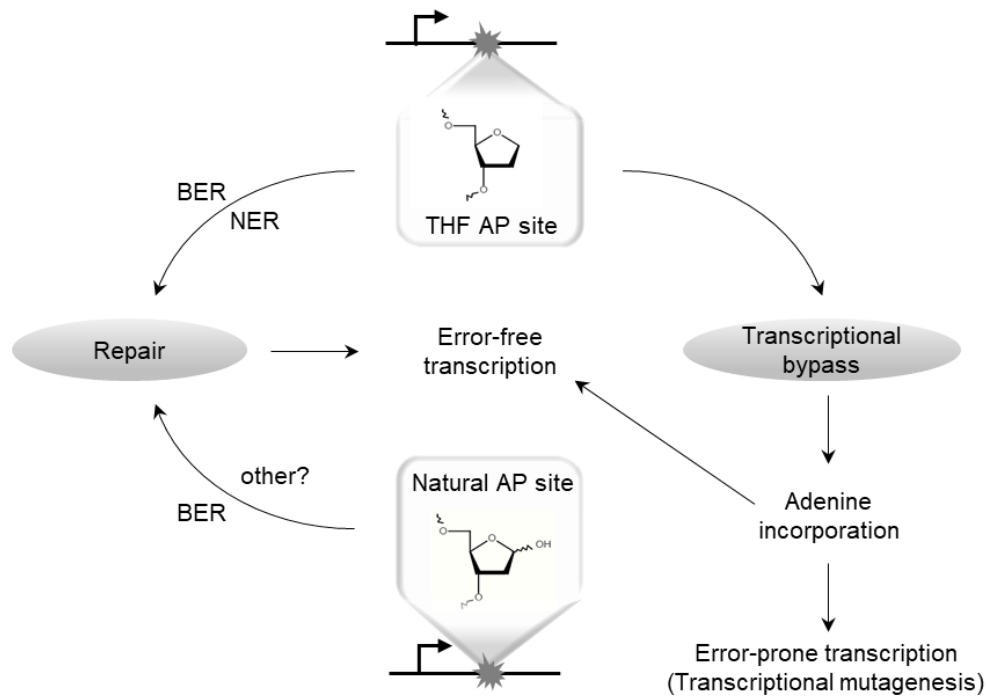 O
O
THF AP site
BER
NER
Repair
Error-free
transcription
Transcriptional
bypass
other?
BER
Natural AP site
O
O
OH
O
Adenine
incorporation
Error-prone transcription
(Transcriptional mutagenesis)